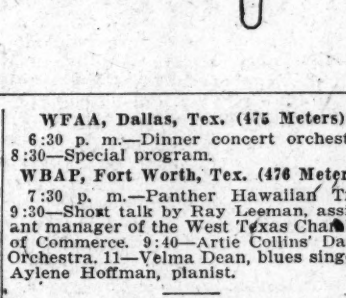 WFAA, Dallas, Tex. (475 Meters)
6:30 p. m.—Dinner concert orchest
8:30—Special program.
WBAP, Fort Worth, Tex. (476 Meter
7:30 p. m.—Panther Hawaiian T
9:30—Short talk by Ray Leeman, ass
ant manager of the West Texas Cham
of Commerce. 9:40—Artie Collins' Da
Orchestra. 11—Velma Dean, blues sing
Aylene Hoffman, pianist.